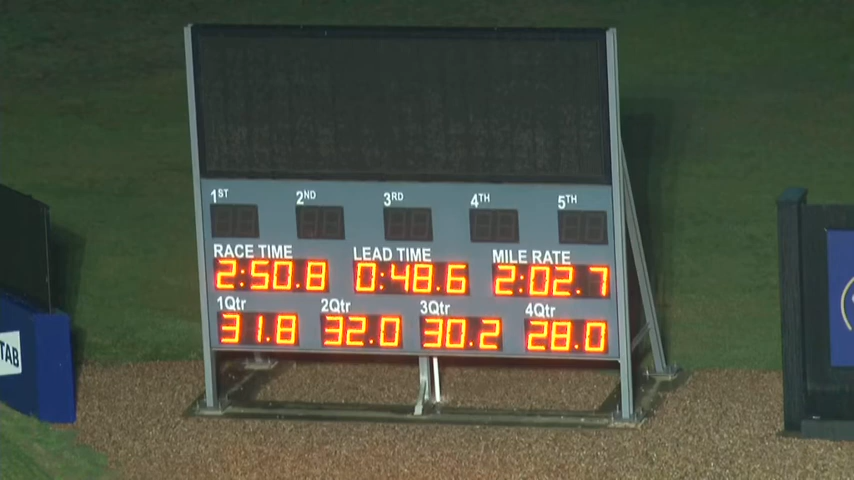 1ST 2ND 3RD 4TH 5TH
RACE TIME LEAD TIME MILE RATE
2:50.8 0:48.6 2:02.7
1Qtr 2Qtr 3Qtr 4Qtr
31.8 32.0 30.2 28.0
TAB